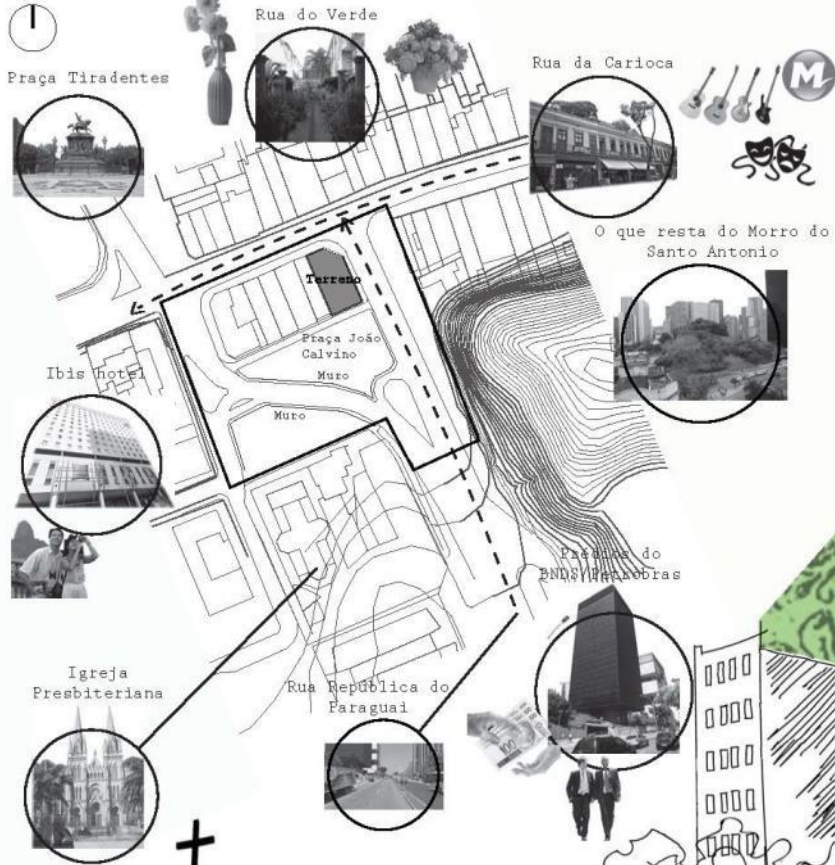 Rua do Verde
Praça Tiradentes
Rua da Carioca
M
O que resta do Morro do
Santo Antonio
Terreno
Praça João
Calvino
Muro
Ibis hotel
Muro
Prédios do
BNDS/Petrobras
Igreja
Presbiteriana
Rua República do
Paraguai
100